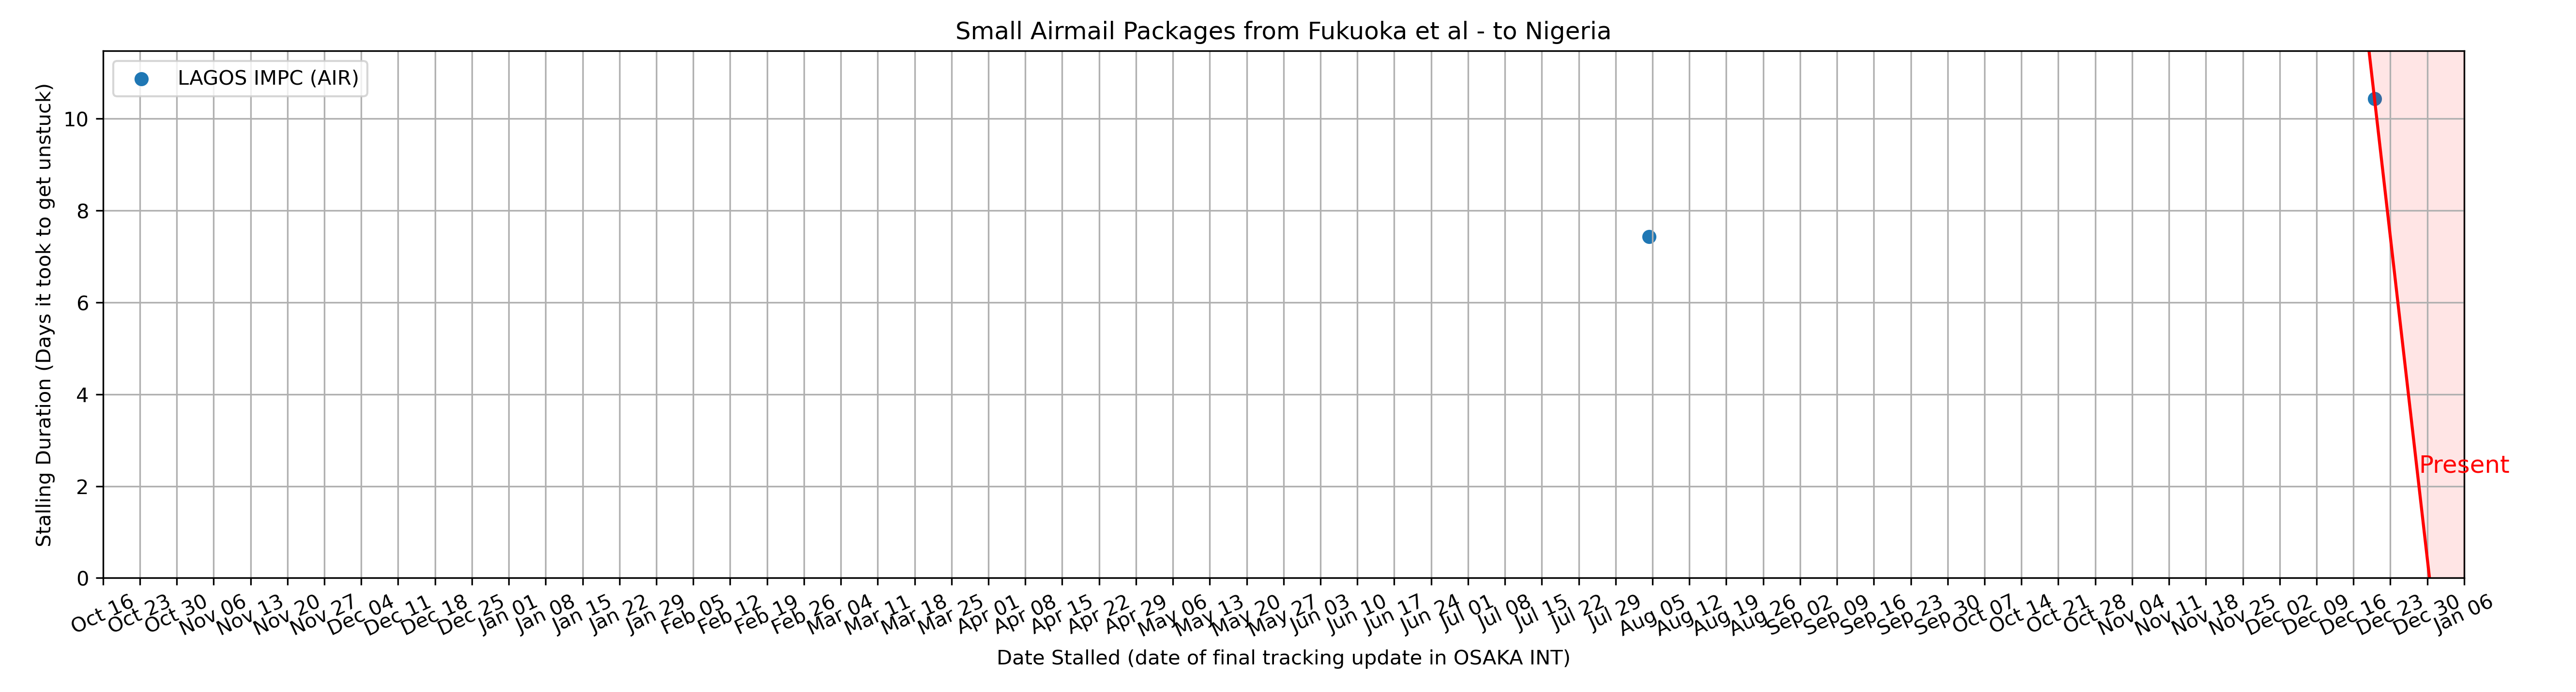 Small Airmail Packages from Fukuoka et al - to Nigeria
LAGOS IMPC (AIR)
Stalling Duration (Days it took to get unstuck)
10
8
6
4
2
0
Present
Oct 16
Oct 23
Oct 30
Nov 06
Nov 13
Nov 20
Nov 27
Dec 04
Dec 11
Dec 18
Dec 25
Jan 01
Jan 08
Jan 15
Jan 22
Jan 29
Feb 05
Feb 12
Feb 19
Feb 26
Mar 04
Mar 11
Mar 18
Mar 25
Apr 01
Apr 08
Apr 15
Apr 22
Apr 29
May 06
May 13
May 20
May 27
Jun 03
Jun 10
Jun 17
Jun 24
Jul 01
Jul 08
Jul 15
Jul 22
Jul 29
Aug 05
Aug 12
Aug 19
Aug 26
Sep 02
Sep 09
Sep 16
Sep 23
Sep 30
Oct 07
Oct 14
Oct 21
Oct 28
Nov 04
Nov 11
Nov 18
Nov 25
Dec 02
Dec 09
Dec 16
Dec 23
Dec 30
Jan 06
Date Stalled (date of final tracking update in OSAKA INT)